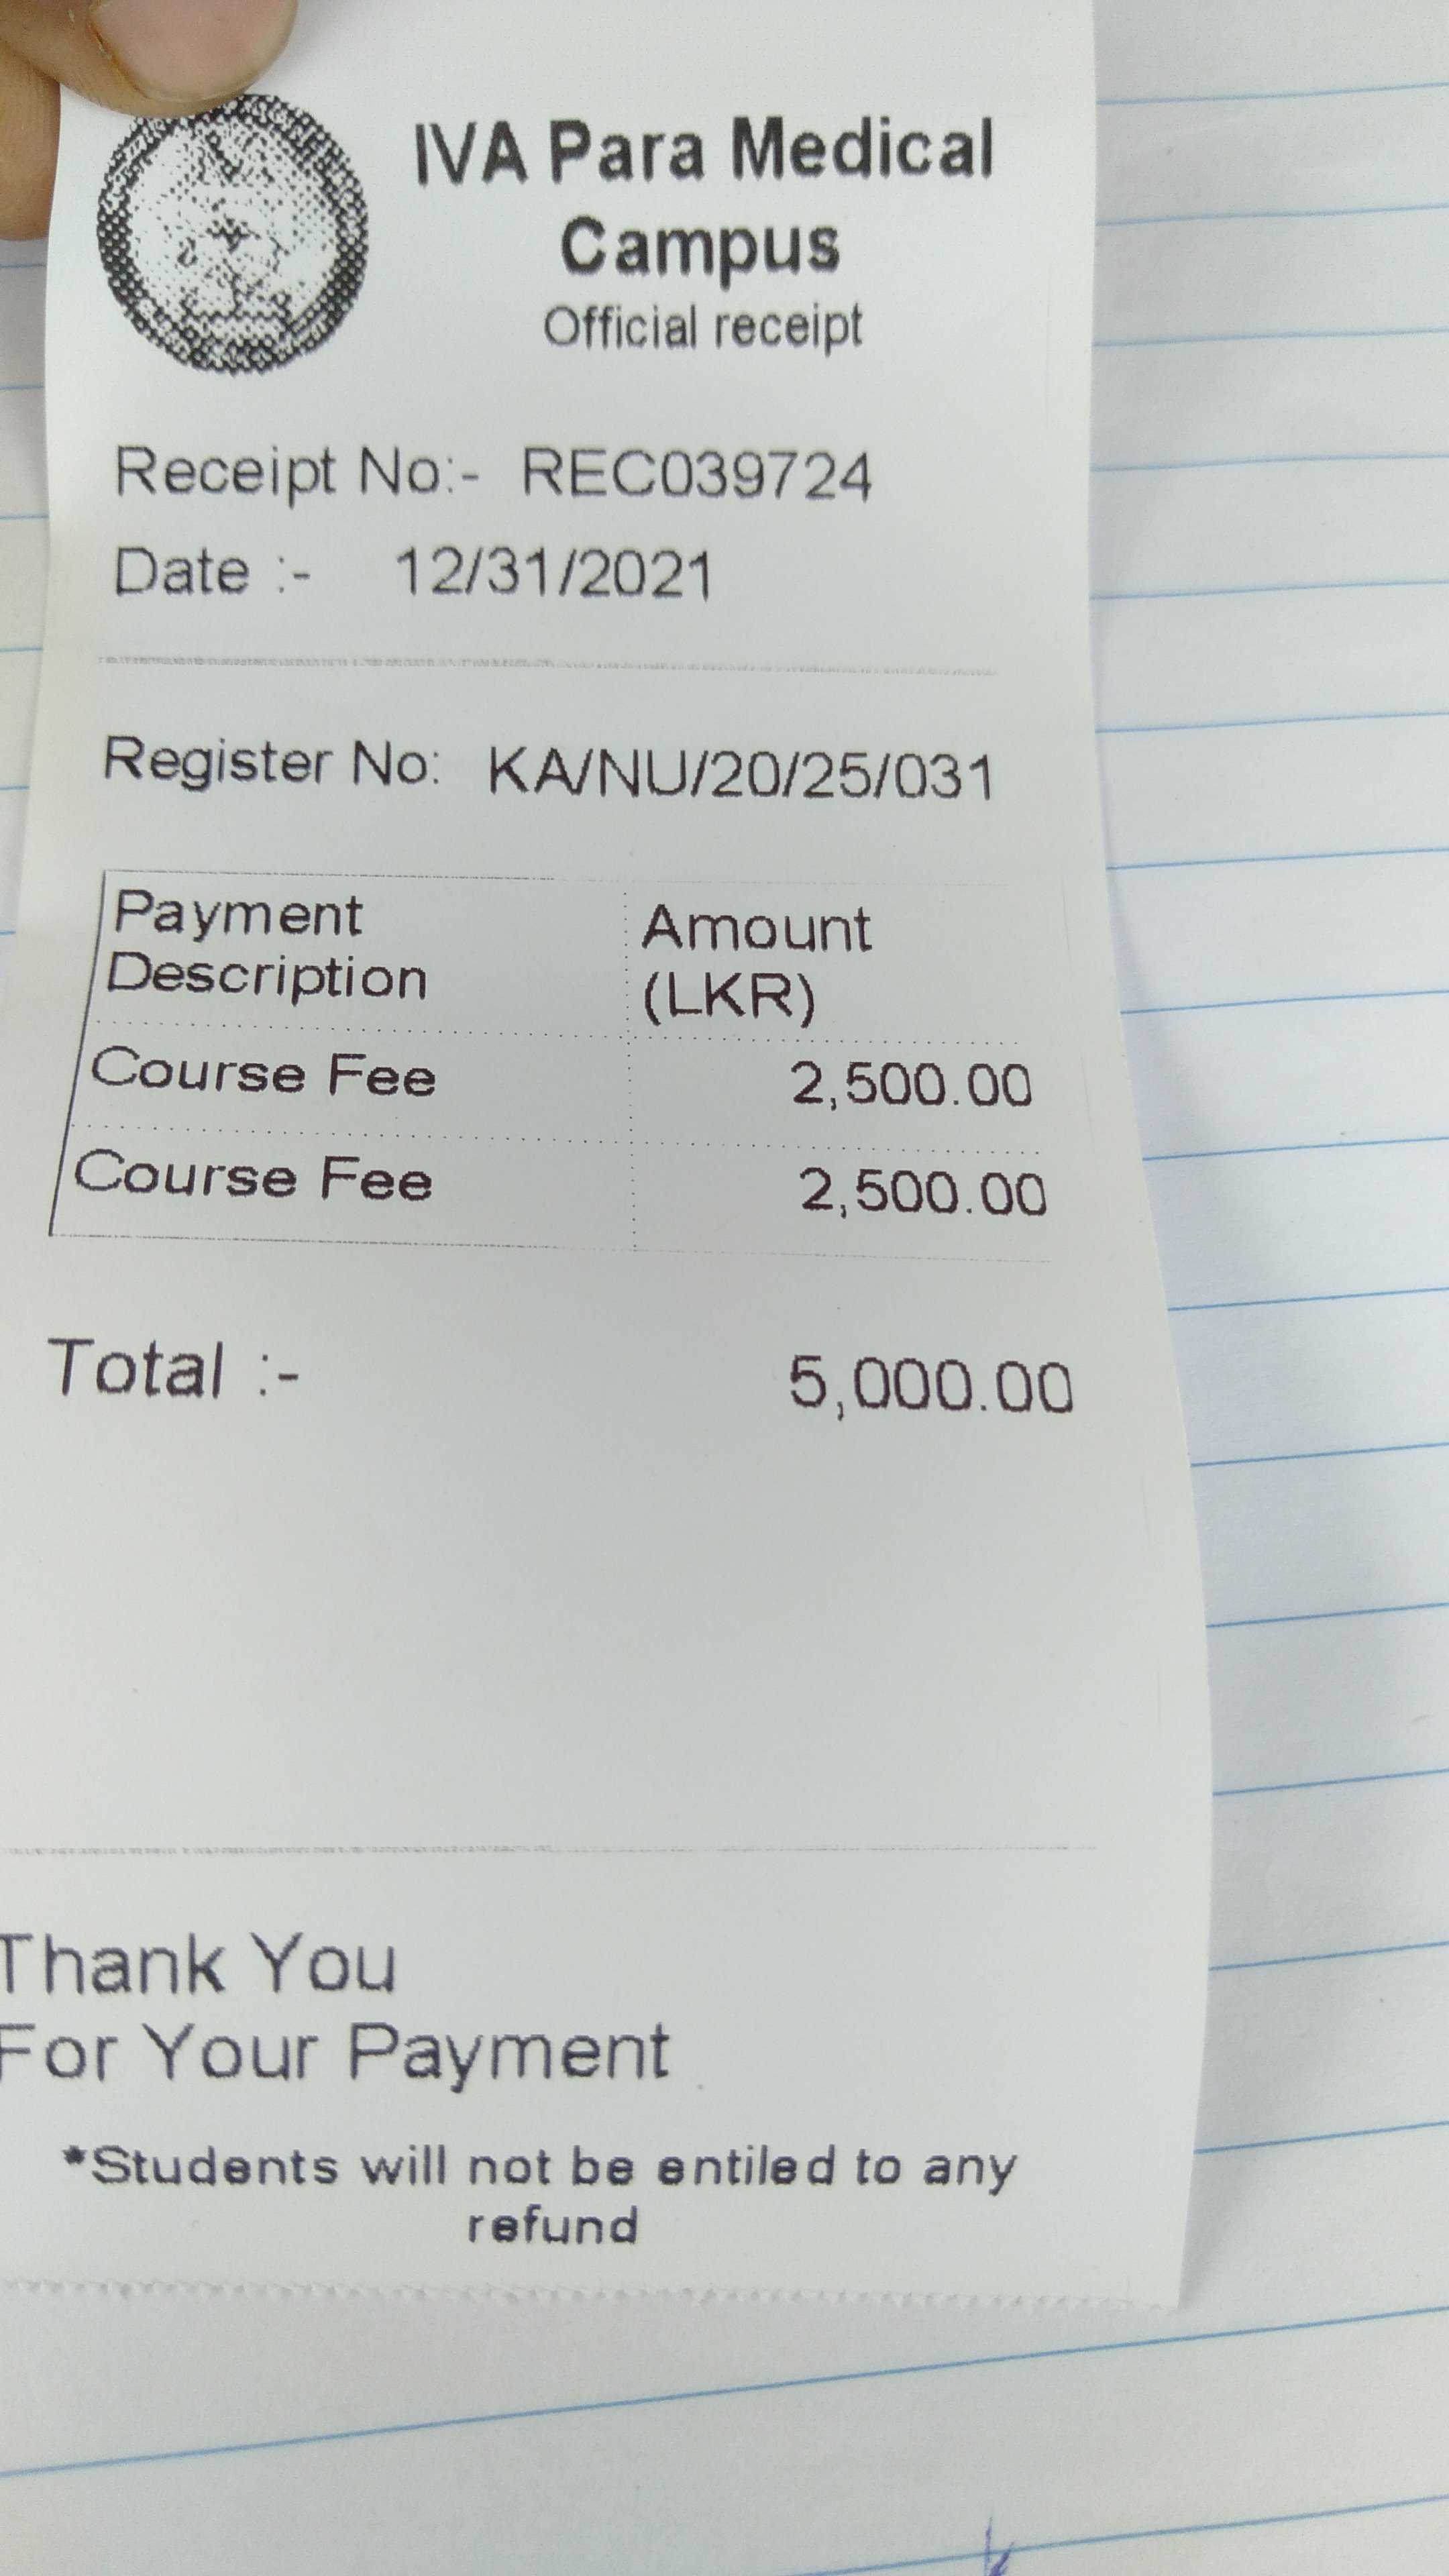 IVA Para Medical
Campus
Official receipt
Receipt No:- REC039724
Date :- 12/31/2021
Register No: KA/NU/20/25/031
Payment Description Amount (LKR)
Course Fee 2,500.00
Course Fee 2,500.00
Total :- 5,000.00
Thank You
For Your Payment
*Students will not be entiled to any
refund